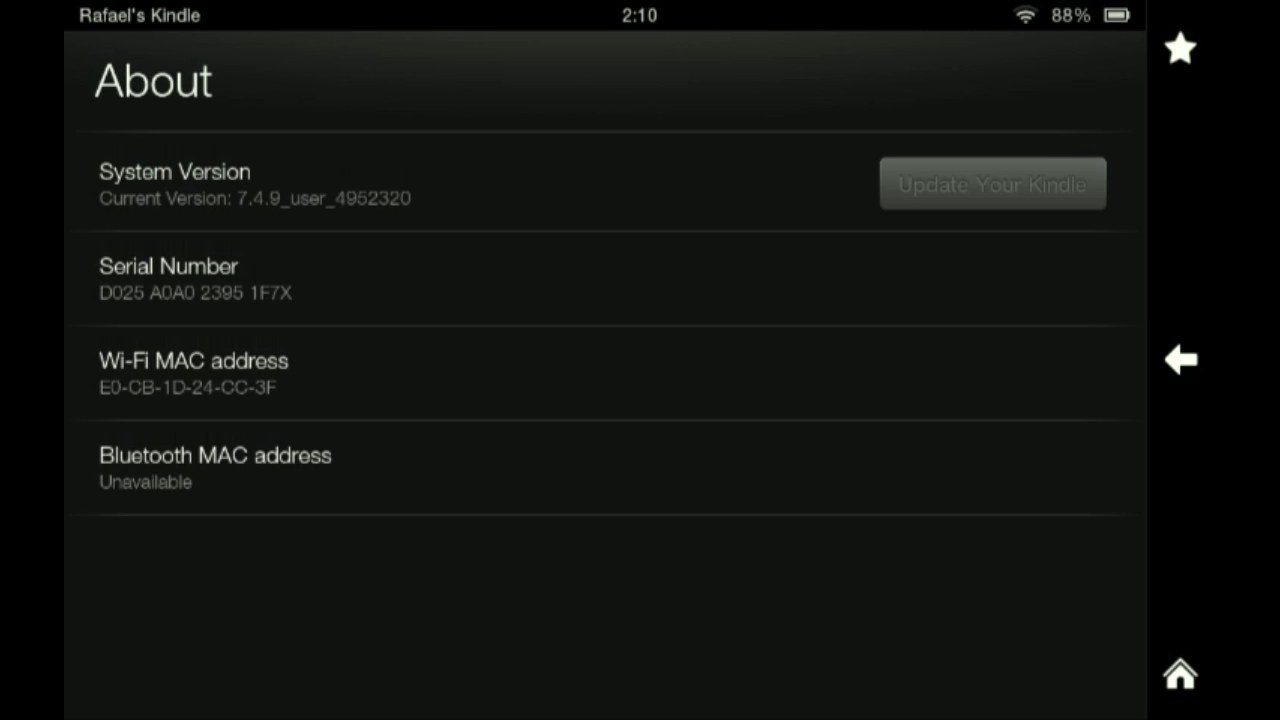 Rafael's Kindle
2:10
88%
About
System Version
Current Version: 7.4.9_user_4952320
Update Your Kindle
Serial Number
D025 A0A0 2395 1F7X
Wi-Fi MAC address
E0-CB-1D-24-CC-3F
Bluetooth MAC address
Unavailable